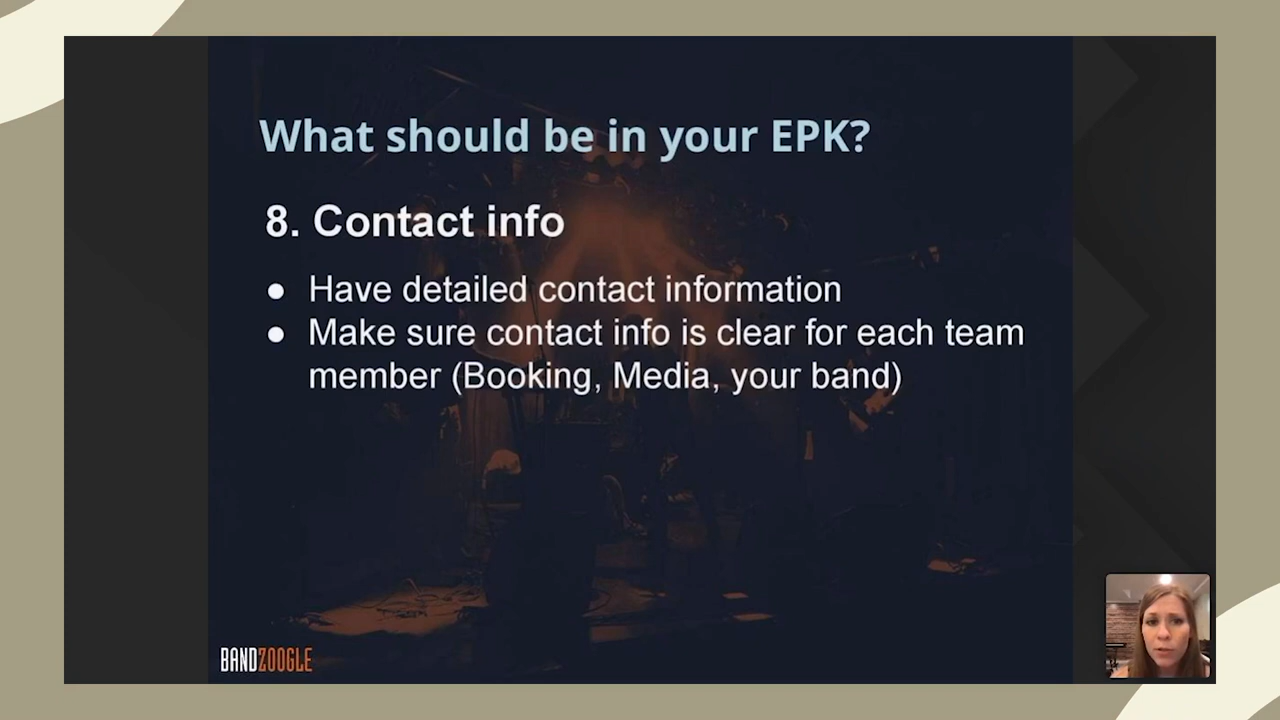 What should be in your EPK?
8. Contact info
● Have detailed contact information
● Make sure contact info is clear for each team
member (Booking, Media, your band)
BANDZOOGLE